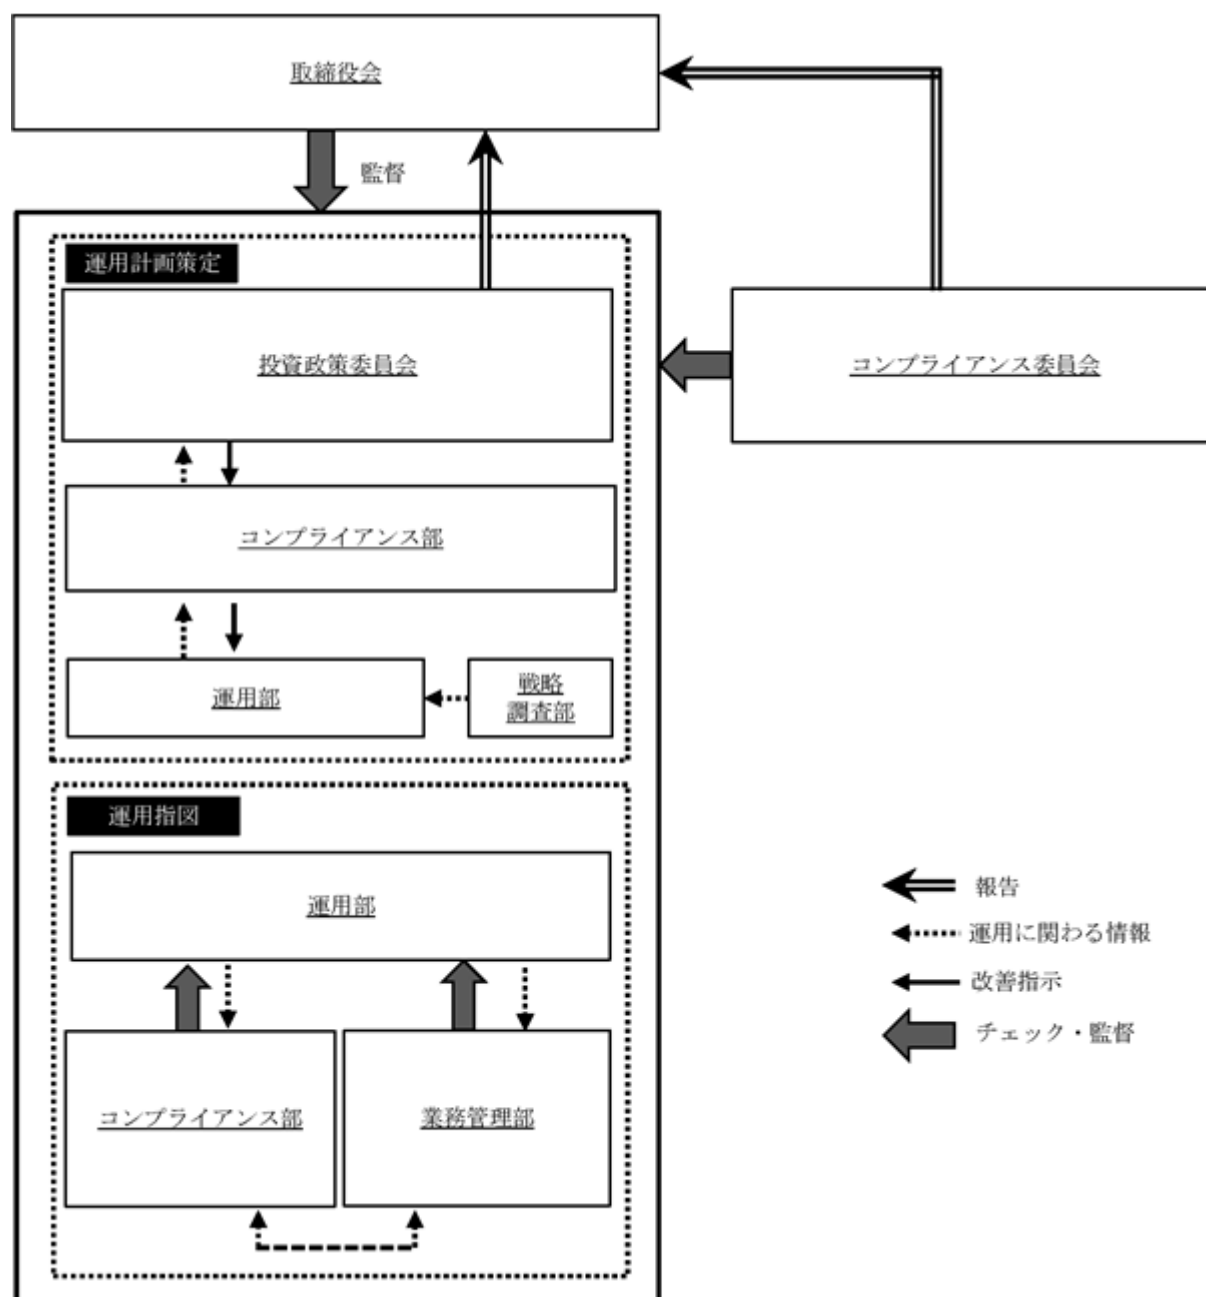 取締役会
監督
運用計画策定
投資政策委員会
コンプライアンス委員会
コンプライアンス部
運用部
戦略
調査部
運用指図
運用部
コンプライアンス部
業務管理部
報告
運用に関わる情報
改善指示
チェック・監督